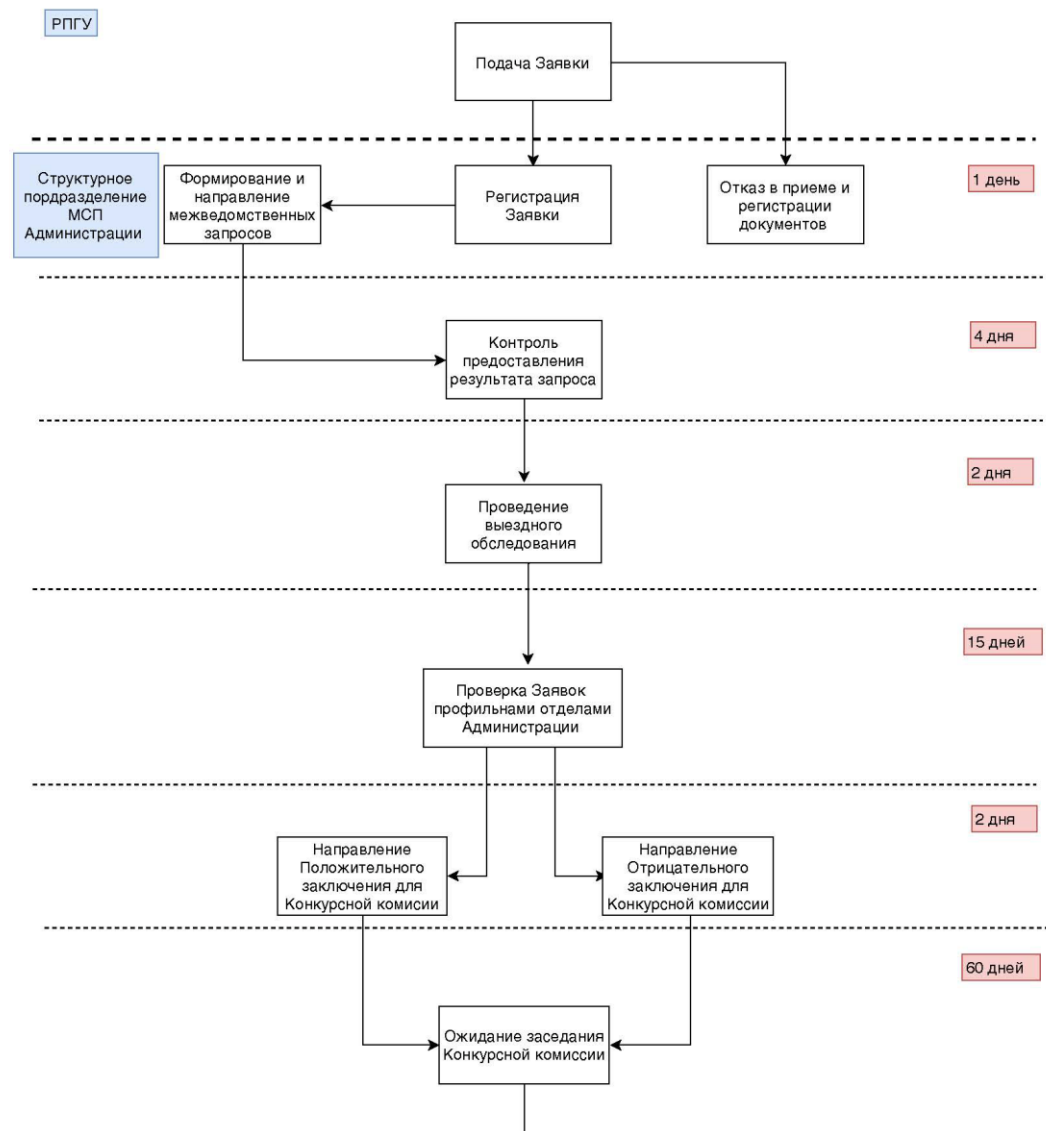 РПГУ
Подача Заявки
Структурное
пордразделение
МСП
Администрации
Формирование и
направление
межведомственных
запросов
Регистрация
Заявки
Отказ в приеме и
регистрации
документов
1 день
Контроль
предоставления
результата запроса
4 дня
Проведение
выездного
обследования
2 дня
Проверка Заявок
профильнами отделами
Администрации
15 дней
Направление
Положительного
заключения для
Конкурсной комисии
Направление
Отрицательного
заключения для
Конкурсной комиссии
2 дня
Ожидание заседания
Конкурсной комиссии
60 дней